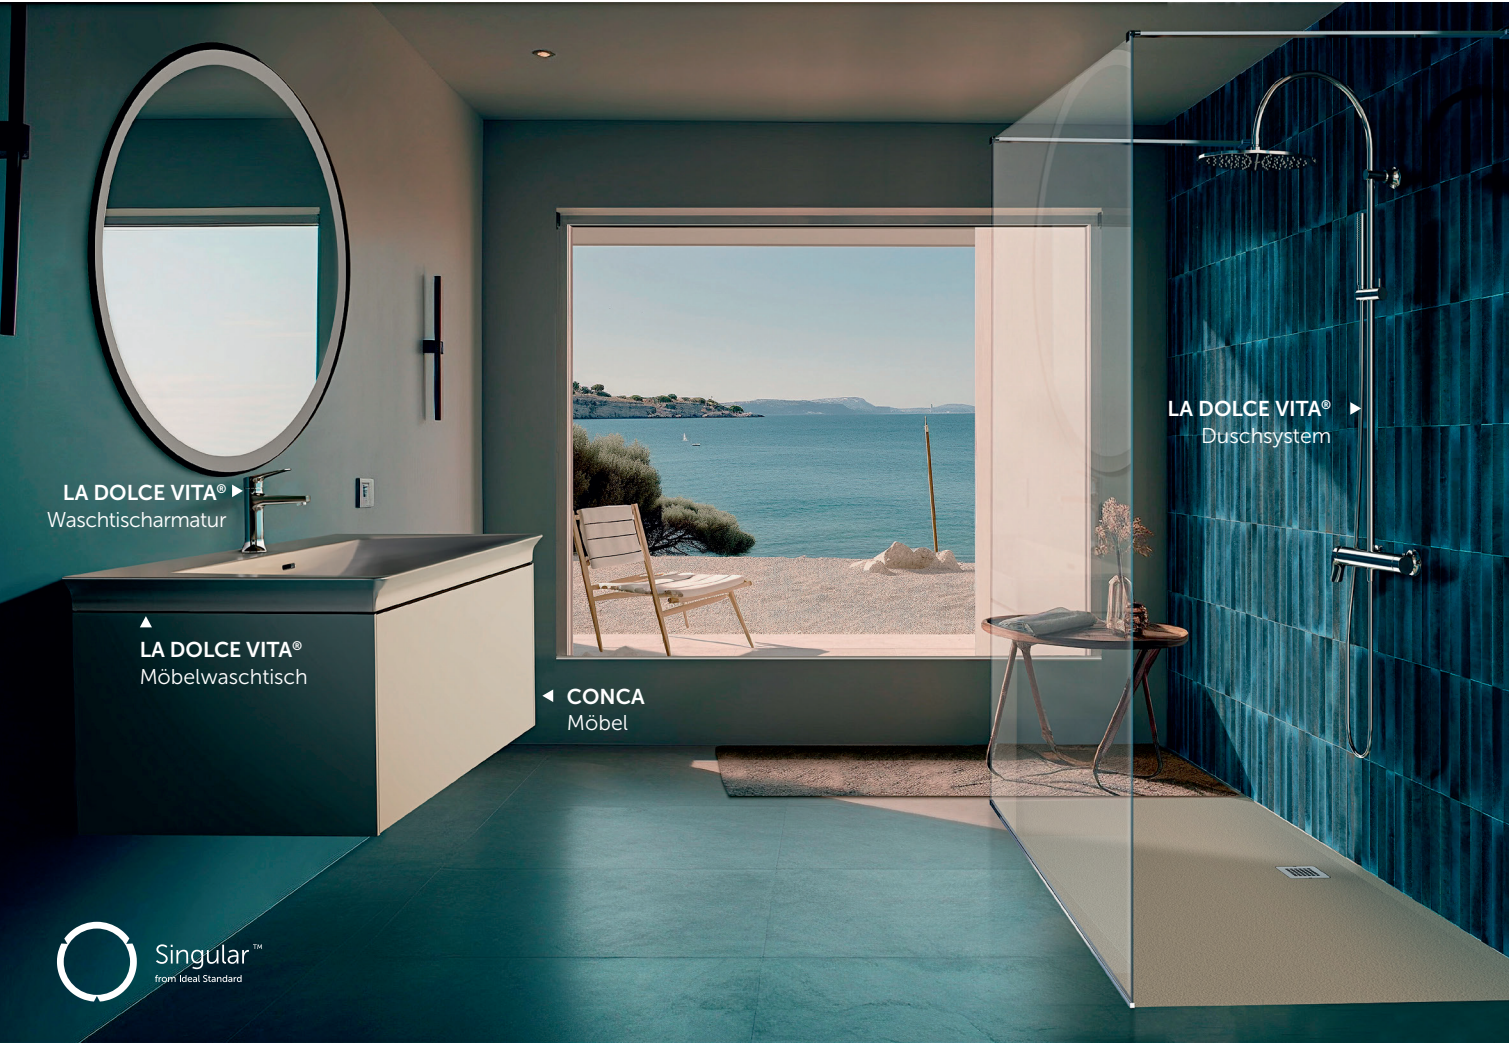 LA DOLCE VITA®
Duschsystem
LA DOLCE VITA®
Waschtischarmatur
LA DOLCE VITA®
Möbelwaschtisch
CONCA
Möbel
Singular™
from Ideal Standard